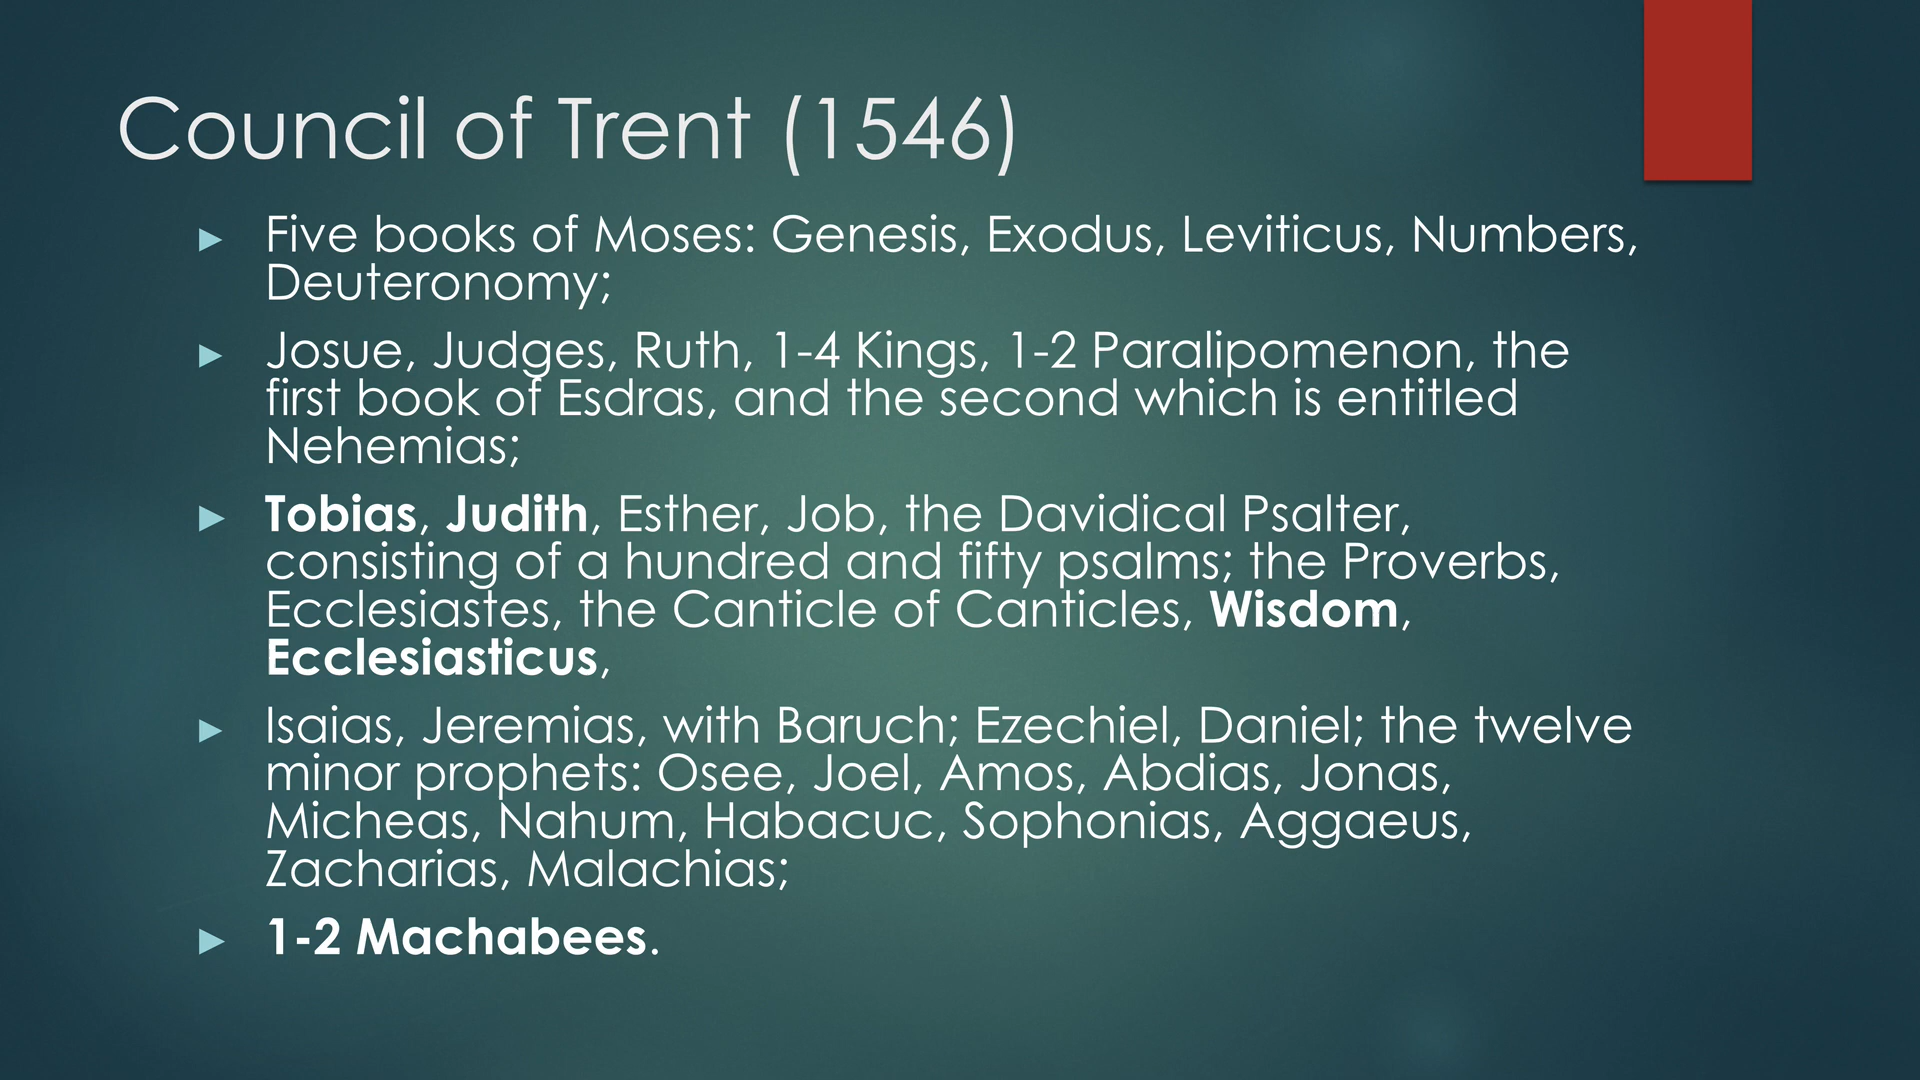 Council of Trent (1546)
► Five books of Moses: Genesis, Exodus, Leviticus, Numbers,
Deuteronomy;
► Josue, Judges, Ruth, 1-4 Kings, 1-2 Paralipomenon, the
first book of Esdras, and the second which is entitled
Nehemias;
► Tobias, Judith, Esther, Job, the Davidical Psalter,
consisting of a hundred and fifty psalms; the Proverbs,
Ecclesiastes, the Canticle of Canticles, Wisdom,
Ecclesiasticus,
► Isaias, Jeremias, with Baruch; Ezechiel, Daniel; the twelve
minor prophets: Osee, Joel, Amos, Abdias, Jonas,
Micheas, Nahum, Habacuc, Sophonias, Aggaeus,
Zacharias, Malachias;
► 1-2 Machabees.